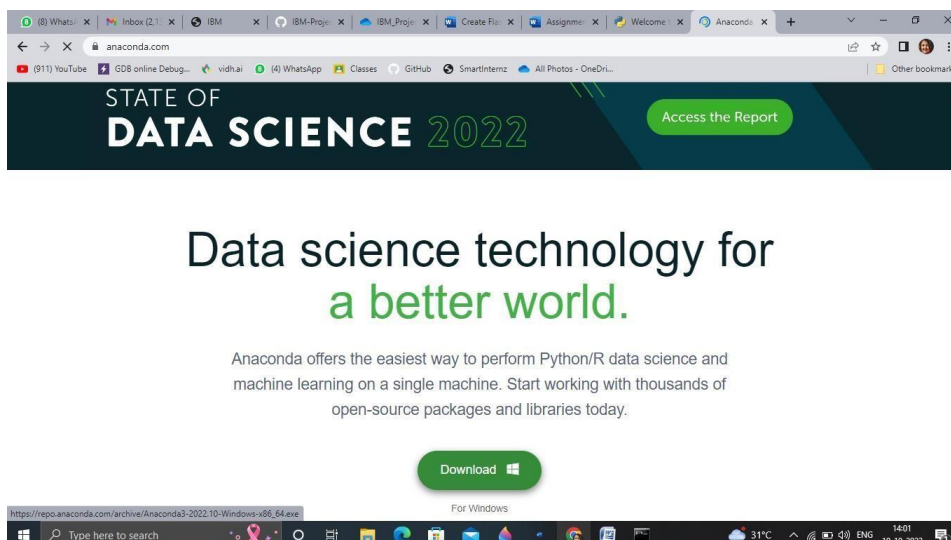 (8) Whats
Inbox (2,1
IBM
IBM-Proje
IBM_Proje
Create Fla
Assignmen
Welcome t
Anaconda
anaconda.com
(911) YouTube
GDB online Debug...
vidh.ai
(4) WhatsApp
Classes
GitHub
SmartInternz
All Photos - OneDri...
Other bookmark
STATE OF
DATA SCIENCE 2022
Access the Report
Data science technology for
a better world.
Anaconda offers the easiest way to perform Python/R data science and
machine learning on a single machine. Start working with thousands of
open-source packages and libraries today.
Download
For Windows
https://repo.anaconda.com/archive/Anaconda3-2022.10-Windows-x86_64.exe
Type here to search
31°C
ENG
14:01